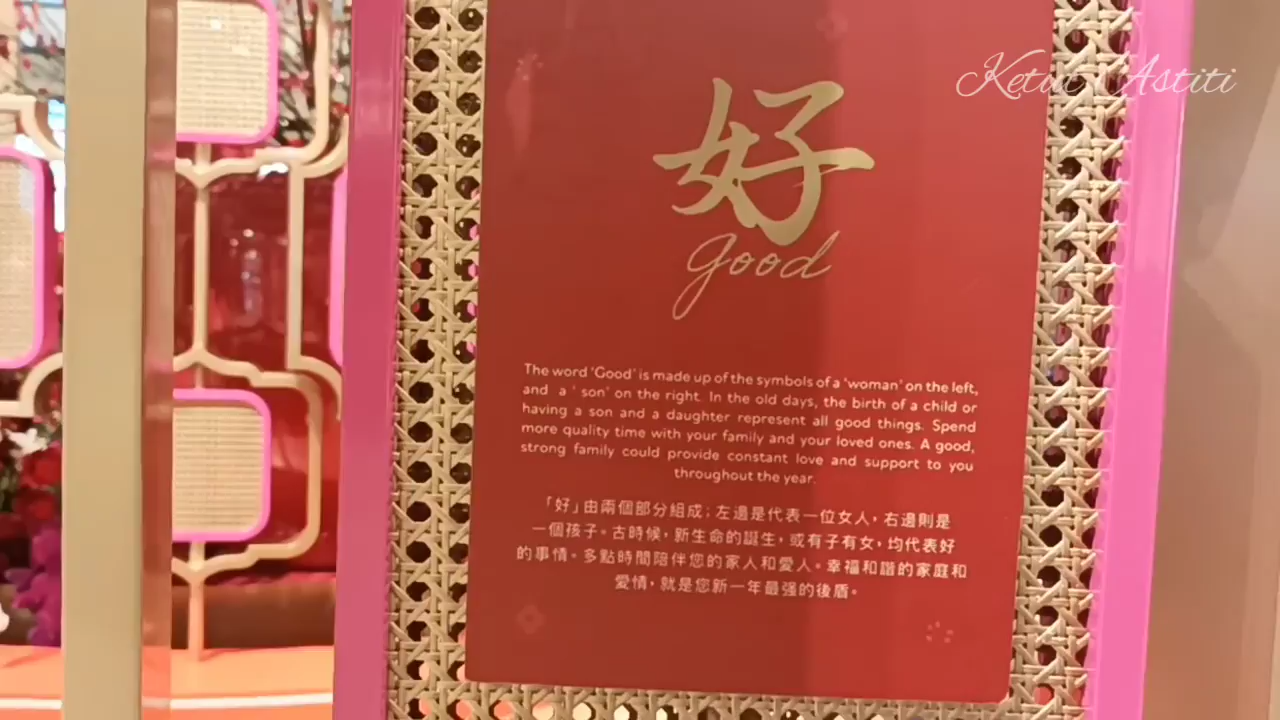 Ketut Astiti
好
good
The word 'Good' is made up of the symbols of a 'woman' on the left,
and a ' son' on the right. In the old days, the birth of a child or
having a son and a daughter represent all good things. Spend
more quality time with your family and your loved ones. A good,
strong family could provide constant love and support to you
throughout the year.
「好」由兩個部分組成；左邊是代表一位女人，右邊則是
一個孩子。古時候，新生命的誕生，或有子有女，均代表好
的事情。多點時間陪伴您的家人和愛人。幸福和諧的家庭和
愛情，就是您新一年最强的後盾。